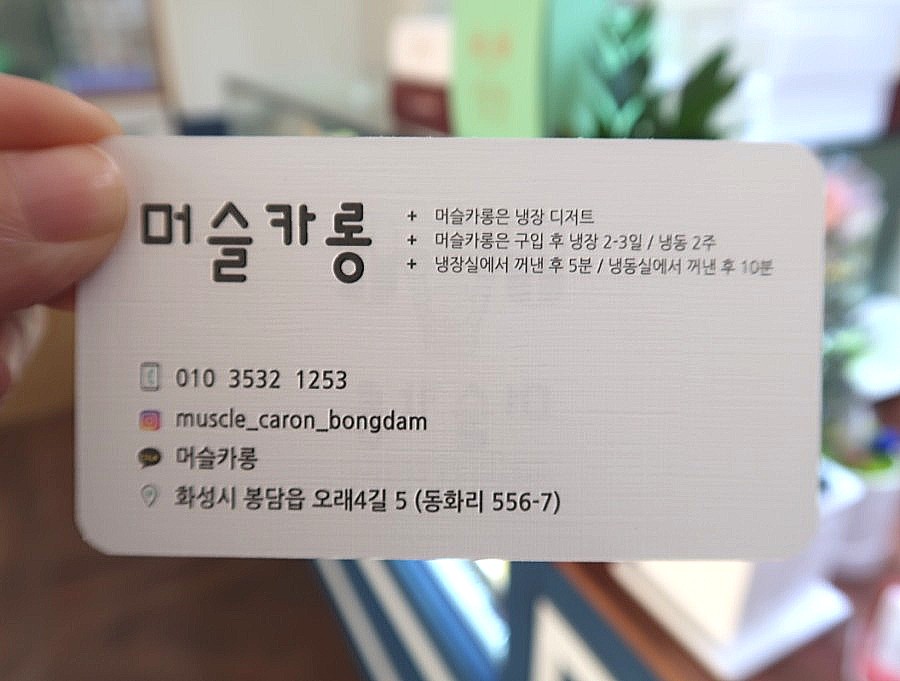 머슬카롱
+ 머슬카롱은 냉장 디저트
+ 머슬카롱은 구입 후 냉장 2-3일 / 냉동 2주
+ 냉장실에서 꺼낸 후 5분 / 냉동실에서 꺼낸 후 10분
010 3532 1253
muscle_caron_bongdam
머슬카롱
화성시 봉담읍 오래4길 5 (동화리 556-7)